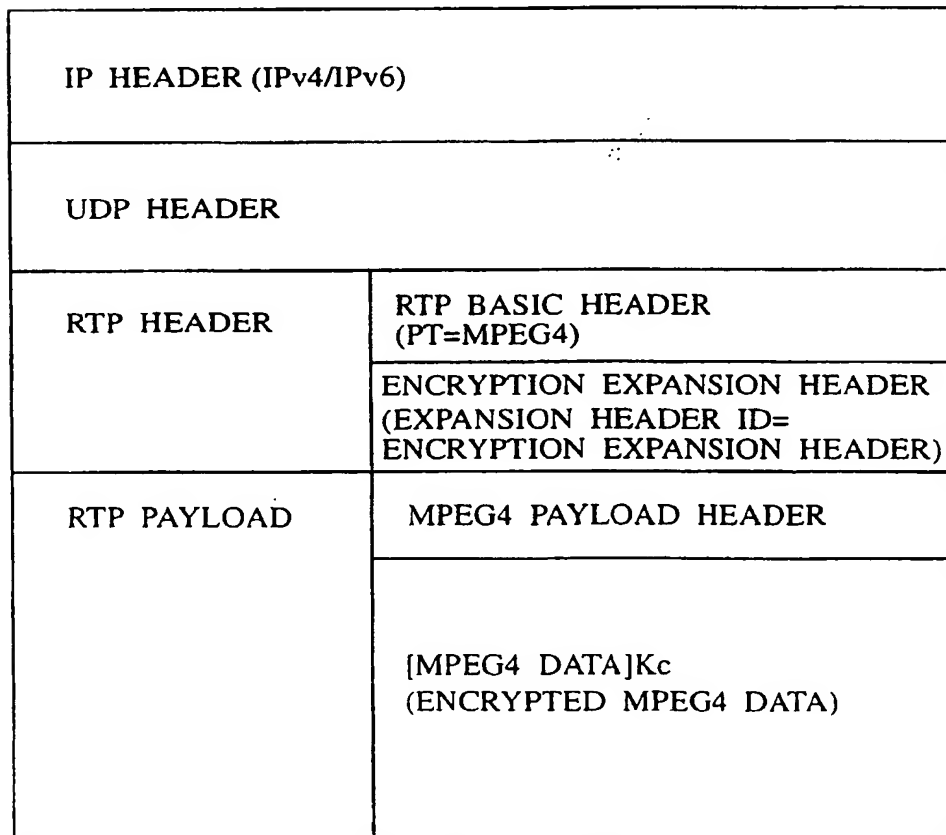 IP HEADER (IPv4/IPv6)
UDP HEADER
RTP HEADER
RTP BASIC HEADER
(PT=MPEG4)
ENCRYPTION EXPANSION HEADER
(EXPANSION HEADER ID=
ENCRYPTION EXPANSION HEADER)
RTP PAYLOAD
MPEG4 PAYLOAD HEADER
[MPEG4 DATA]Kc
(ENCRYPTED MPEG4 DATA)